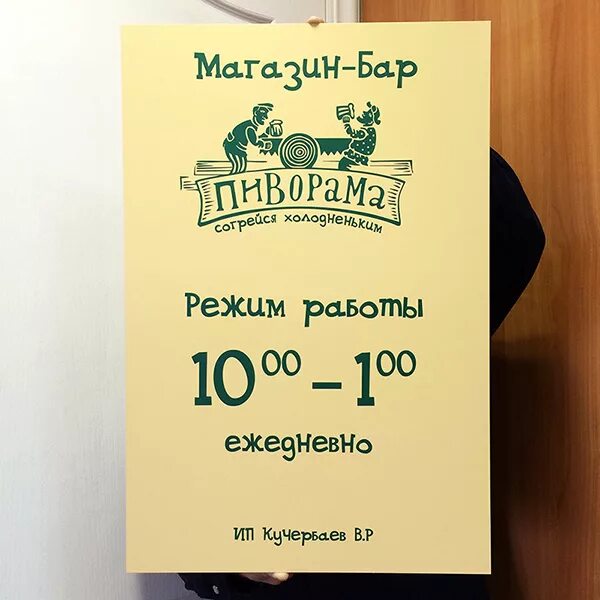 Магазин-Бар
ПИВОРАМА
согрейся холодненьким
Режим работы
10⁰⁰ – 1⁰⁰
ежедневно
ИП Кучербаев В.Р